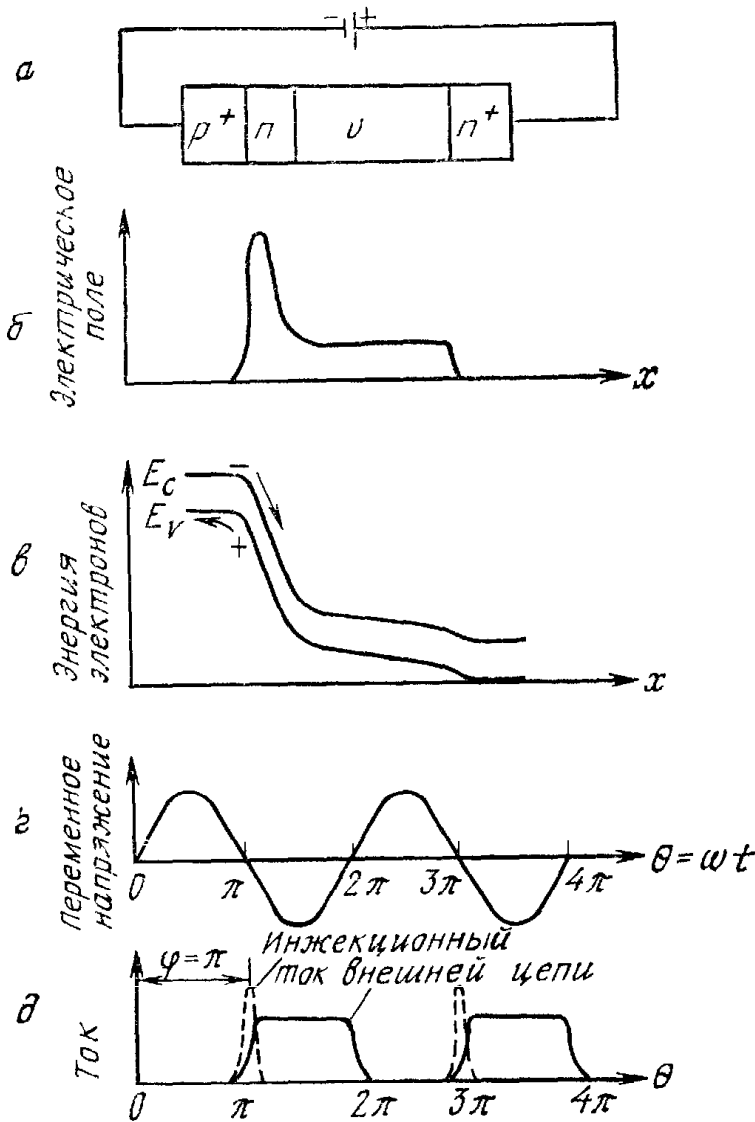 - +
а
p+ n υ n+
Электрическое
поле
б
x
Ec
Ev
-
+
в
Энергия
электронов
x
Переменное
напряжение
г
0 π 2π 3π 4π
θ = ωt
φ=π
Инжекционный
ток внешней цепи
д
Ток
θ
0 π 2π 3π 4π